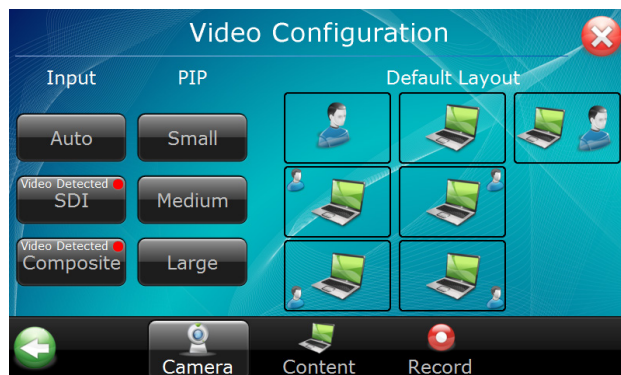 Video Configuration
Input PIP Default Layout
Auto Small
Video Detected
SDI Medium
Video Detected
Composite Large
Camera Content Record